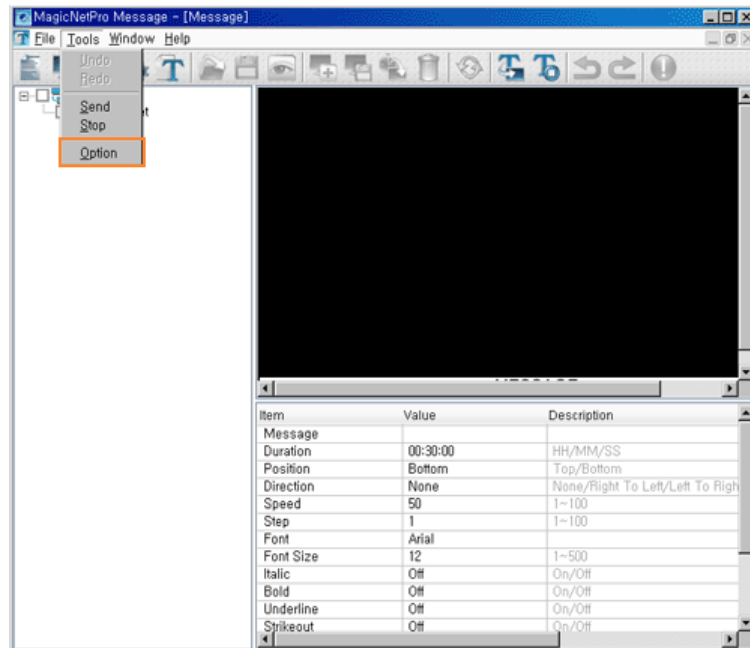 MagicNetPro Message - [Message]
File Tools Window Help
Undo
Redo
Send
Stop
Option
Item Value Description
Message
Duration 00:30:00 HH/MM/SS
Position Bottom Top/Bottom
Direction None None/Right To Left/Left To Righ
Speed 50 1~100
Step 1 1~100
Font Arial
Font Size 12 1~500
Italic Off On/Off
Bold Off On/Off
Underline Off On/Off
Strikeout Off On/Off